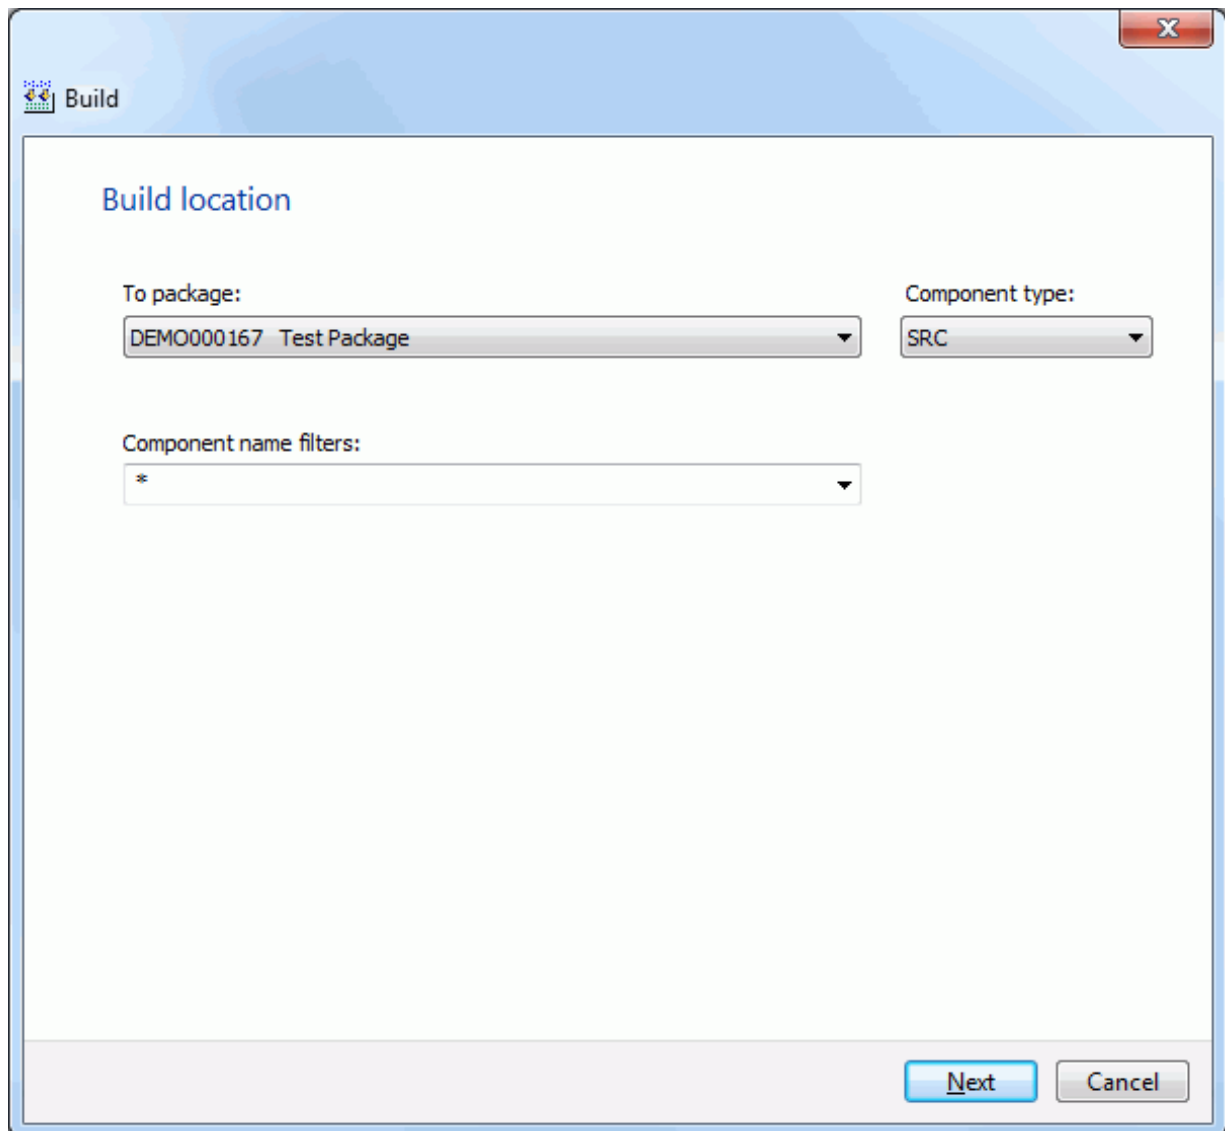 Build
Build location
To package:
Component type:
DEMO000167 Test Package
SRC
Component name filters:
*
Next
Cancel